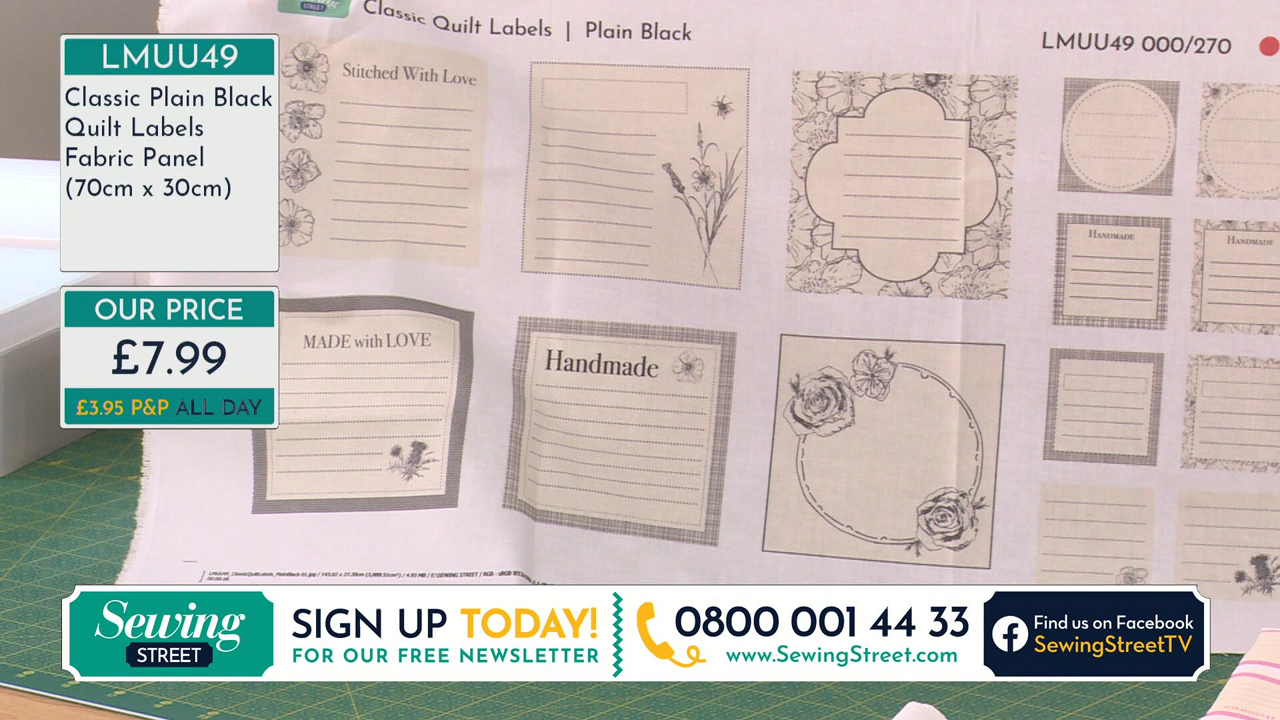 STREET
Classic Quilt Labels | Plain Black
LMUU49 000/270
LMUU49
Classic Plain Black
Quilt Labels
Fabric Panel
(70cm x 30cm)
OUR PRICE
£7.99
£3.95 P&P ALL DAY
Stitched With Love
HANDMADE
HANDMADE
MADE with LOVE
Handmade
Sewing
STREET
SIGN UP TODAY!
FOR OUR FREE NEWSLETTER
0800 001 44 33
www.SewingStreet.com
Find us on Facebook
SewingStreetTV